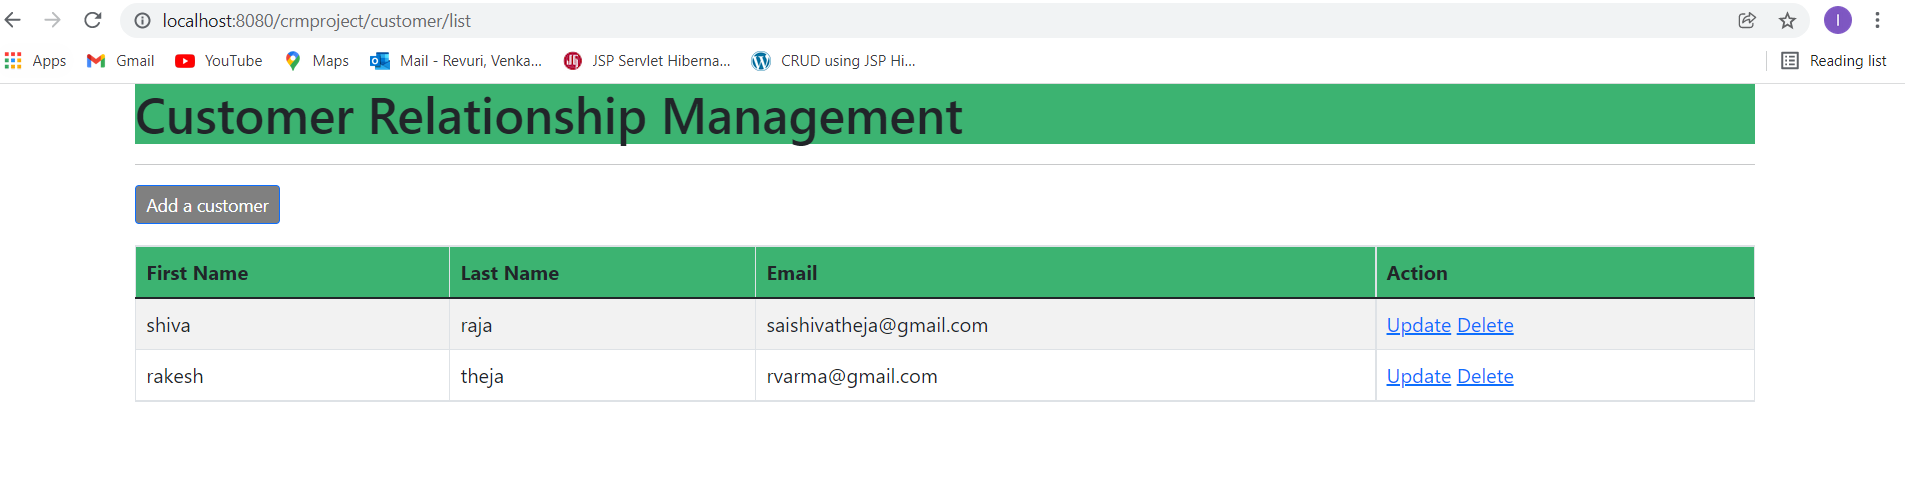 localhost:8080/crmproject/customer/list
I
Apps Gmail YouTube Maps Mail - Revuri, Venka... JSP Servlet Hiberna... CRUD using JSP Hi... Reading list
Customer Relationship Management
Add a customer
First Name Last Name Email Action
shiva raja saishivatheja@gmail.com Update Delete
rakesh theja rvarma@gmail.com Update Delete